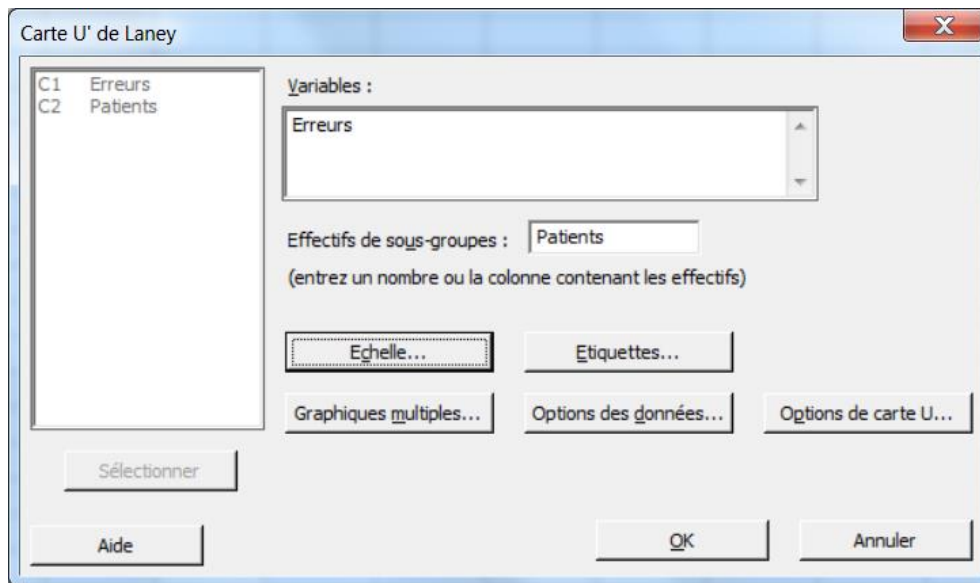 Carte U' de Laney
X
C1 Erreurs
C2 Patients
Variables :
Erreurs
Effectifs de sous-groupes :
Patients
(entrez un nombre ou la colonne contenant les effectifs)
Echelle...
Etiquettes...
Graphiques multiples...
Options des données...
Options de carte U...
Sélectionner
Aide
OK
Annuler